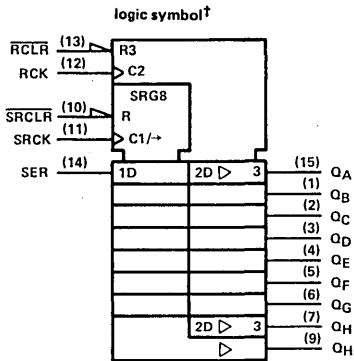 logic symbol†
RCLR (13) R3
RCK (12) C2
SRG8
SRCLR (10) R
SRCK (11) C1/→
SER (14) 1D 2D ▷ 3 (15) QA
(1) QB
(2) QC
(3) QD
(4) QE
(5) QF
(6) QG
2D ▷ 3 (7) QH
▷ (9) QH